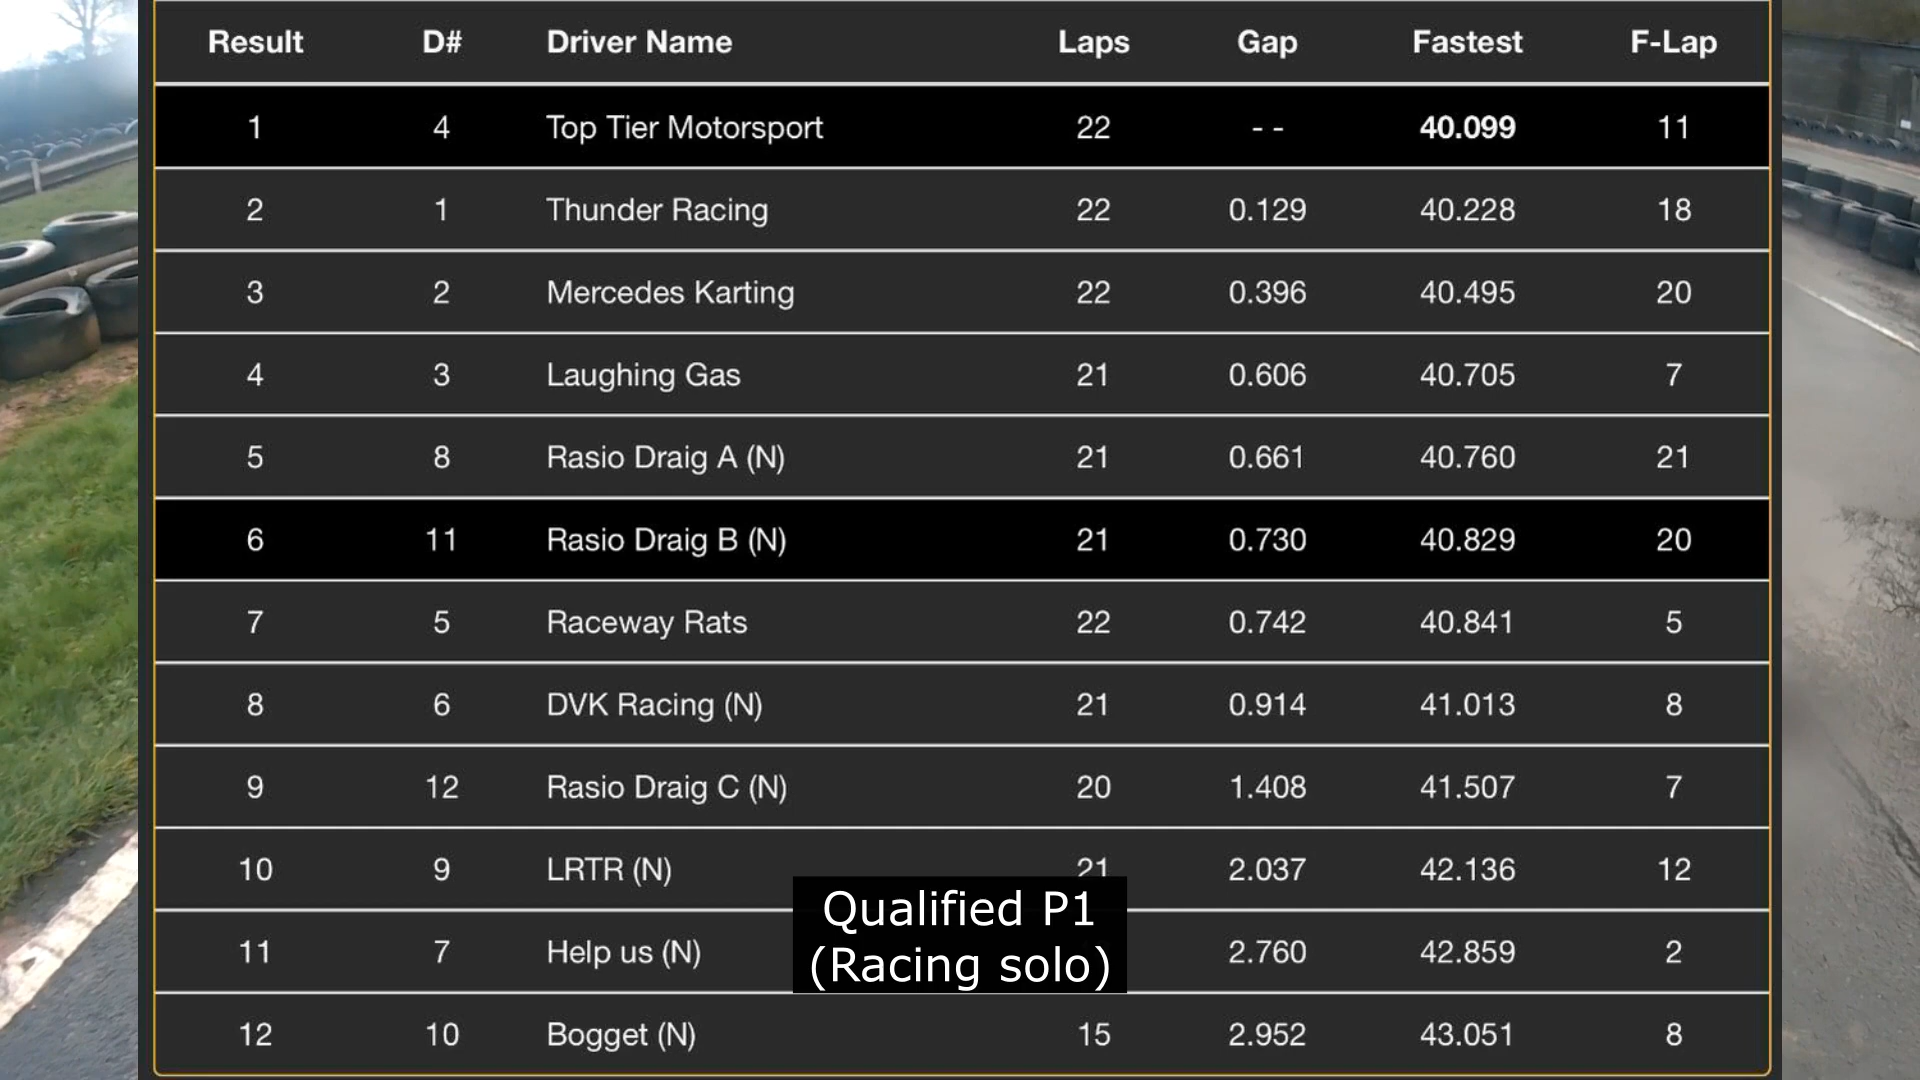 Result D# Driver Name Laps Gap Fastest F-Lap
1 4 Top Tier Motorsport 22 - - 40.099 11
2 1 Thunder Racing 22 0.129 40.228 18
3 2 Mercedes Karting 22 0.396 40.495 20
4 3 Laughing Gas 21 0.606 40.705 7
5 8 Rasio Draig A (N) 21 0.661 40.760 21
6 11 Rasio Draig B (N) 21 0.730 40.829 20
7 5 Raceway Rats 22 0.742 40.841 5
8 6 DVK Racing (N) 21 0.914 41.013 8
9 12 Rasio Draig C (N) 20 1.408 41.507 7
10 9 LRTR (N) 21 2.037 42.136 12
11 7 Help us (N) 2.760 42.859 2
12 10 Bogget (N) 15 2.952 43.051 8
Qualified P1
(Racing solo)